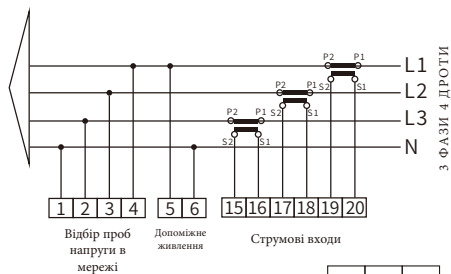 P2 P1
L1
P2 P1 S2 S1
L2
P2 P1 S2 S1
L3
S2 S1
N
3 ФАЗИ 4 ДРОТИ
1 2 3 4 5 6 15 16 17 18 19 20
Відбір проб
напруги в
мережі
Допоміжне
живлення
Струмові входи